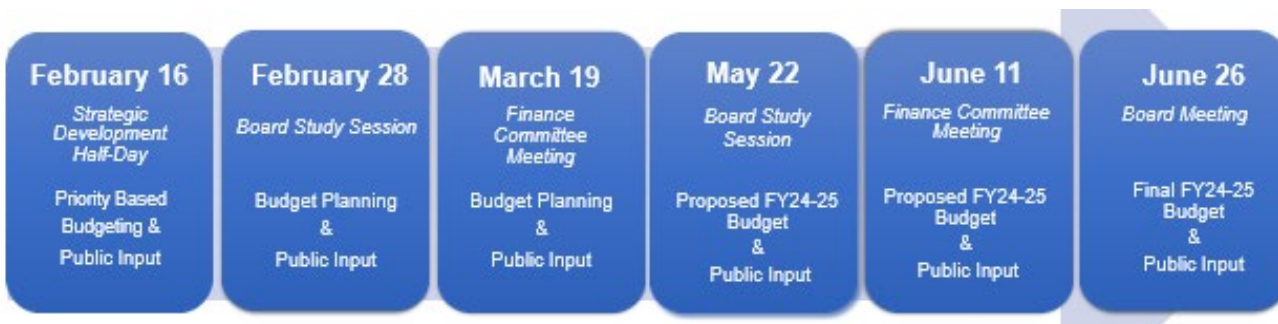 February 16
Strategic
Development
Half-Day
Priority Based
Budgeting &
Public Input
February 28
Board Study Session
Budget Planning
&
Public Input
March 19
Finance
Committee
Meeting
Budget Planning
&
Public Input
May 22
Board Study
Session
Proposed FY24-25
Budget
&
Public Input
June 11
Finance Committee
Meeting
Proposed FY24-25
Budget
&
Public Input
June 26
Board Meeting
Final FY24-25
Budget
&
Public Input